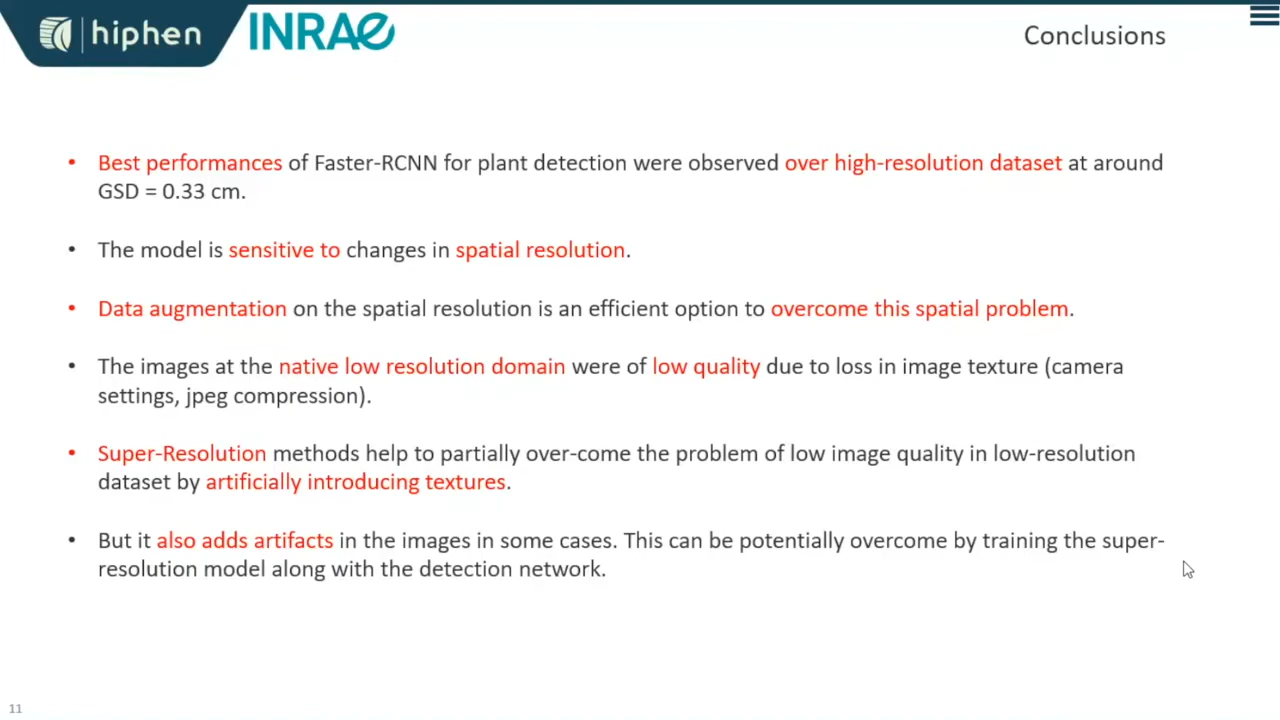 hiphen INRAE Conclusions
• Best performances of Faster-RCNN for plant detection were observed over high-resolution dataset at around
GSD = 0.33 cm.
• The model is sensitive to changes in spatial resolution.
• Data augmentation on the spatial resolution is an efficient option to overcome this spatial problem.
• The images at the native low resolution domain were of low quality due to loss in image texture (camera
settings, jpeg compression).
• Super-Resolution methods help to partially over-come the problem of low image quality in low-resolution
dataset by artificially introducing textures.
• But it also adds artifacts in the images in some cases. This can be potentially overcome by training the super-
resolution model along with the detection network.
11